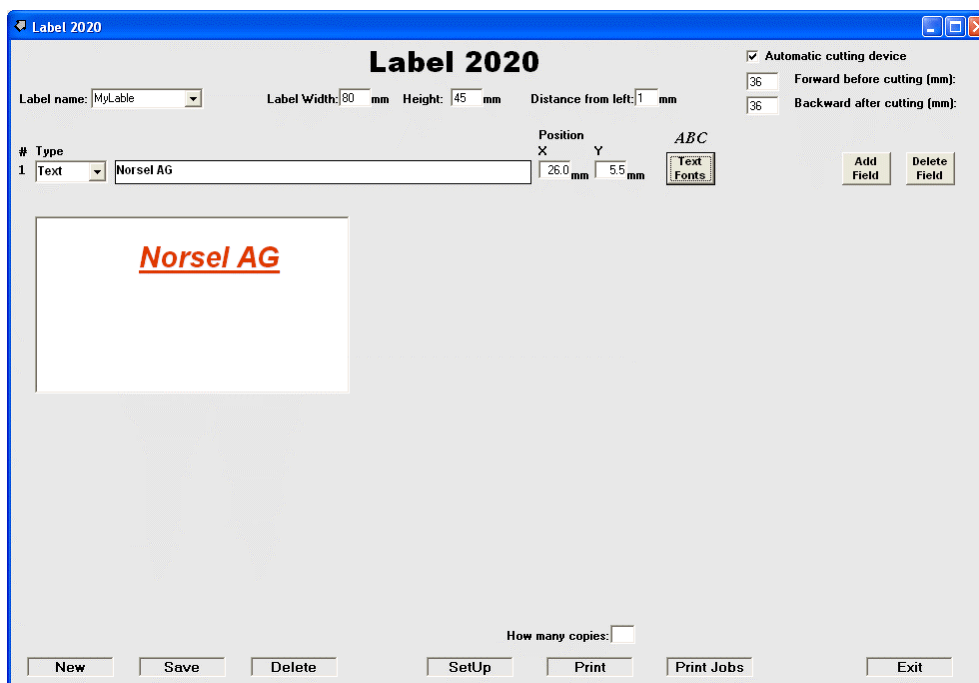 Label 2020
Label 2020
Automatic cutting device
36 Forward before cutting (mm):
Label name: MyLable Label Width: 80 mm Height: 45 mm Distance from left: 1 mm
36 Backward after cutting (mm):
Position ABC
# Type X Y
1 Text Norsel AG 26.0 mm 5.5 mm Text Fonts Add Field Delete Field
Norsel AG
How many copies:
New Save Delete SetUp Print Print Jobs Exit